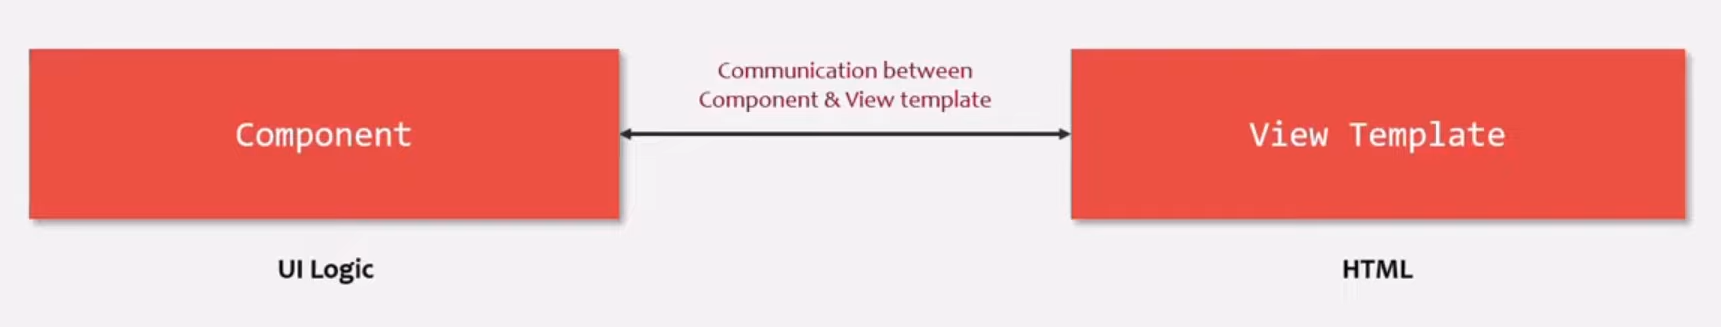 Communication between
Component & View template
Component
View Template
UI Logic
HTML